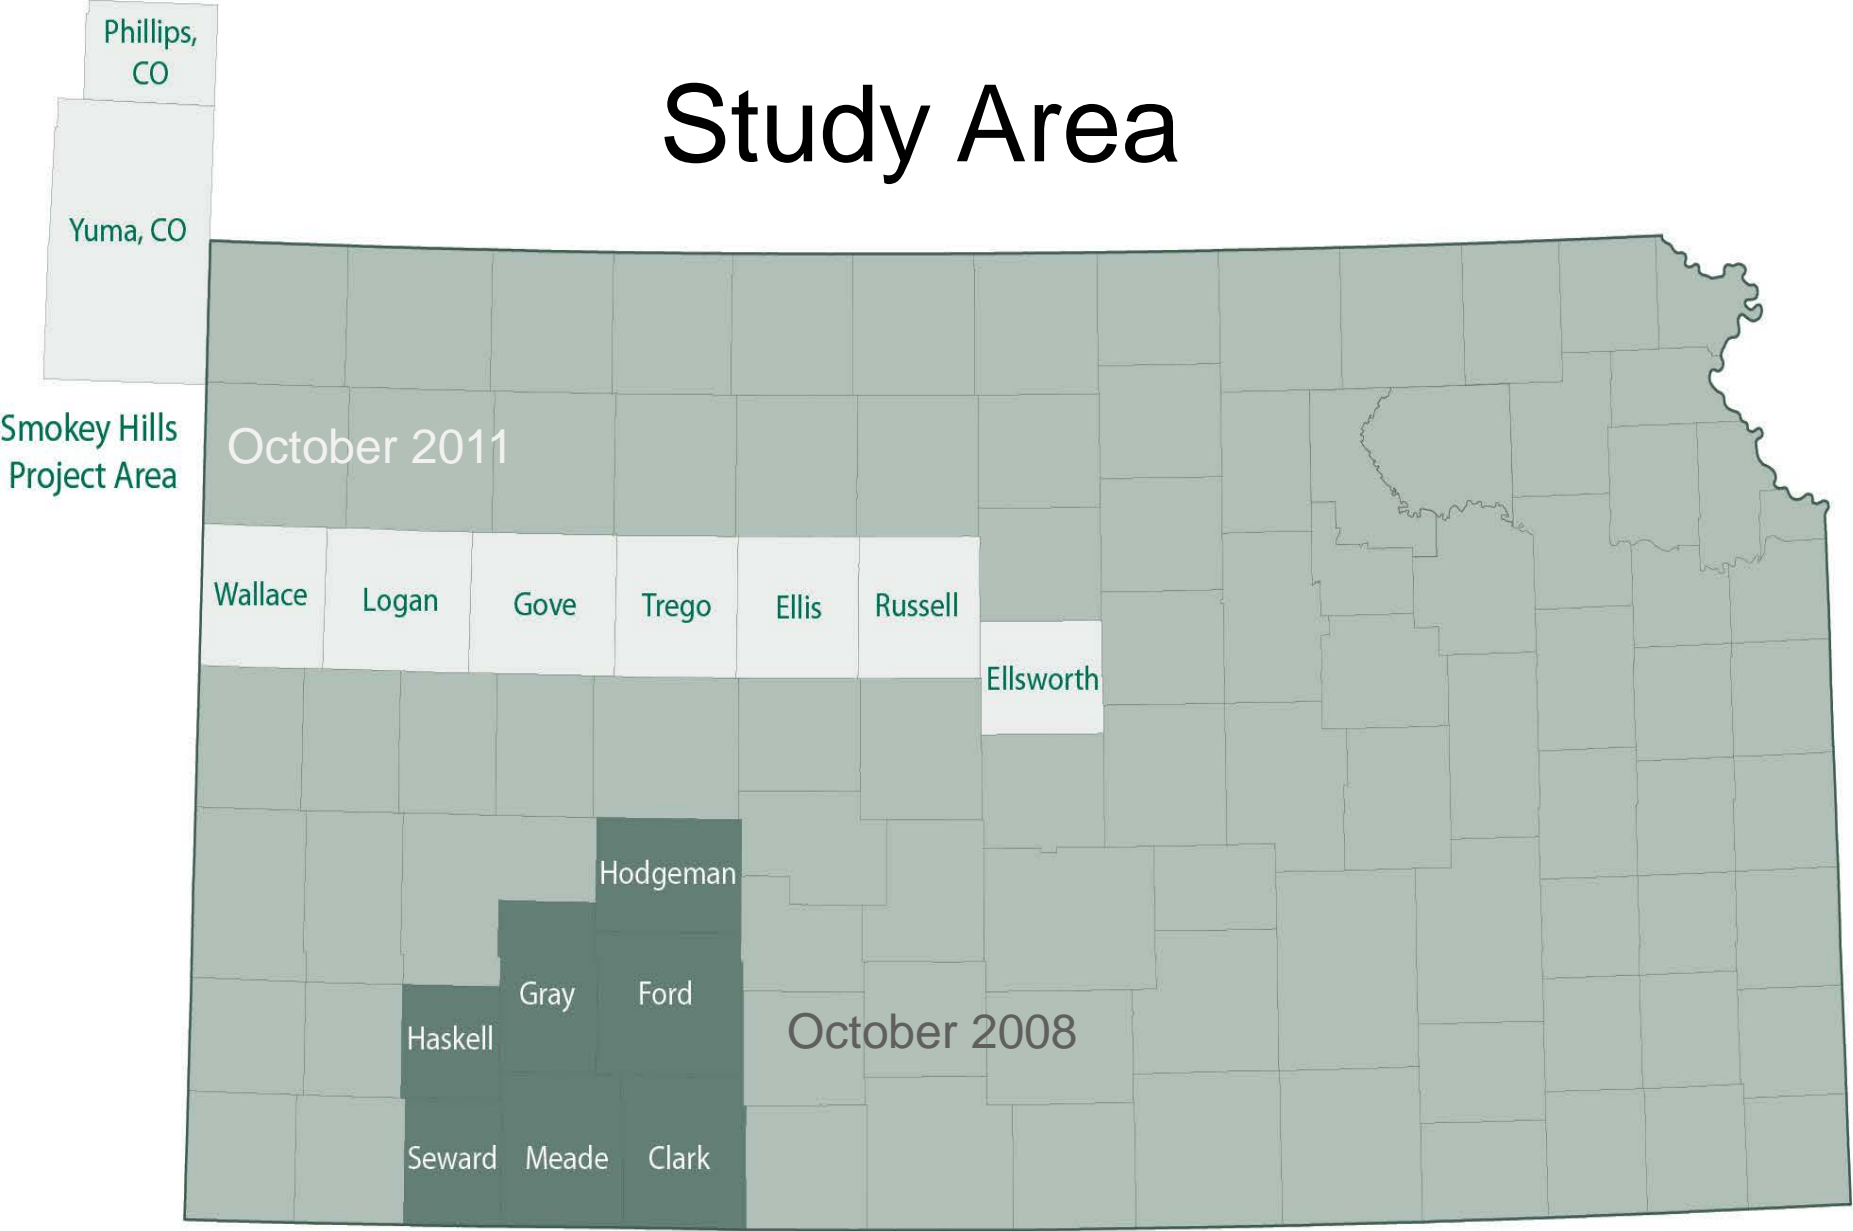 Phillips,
CO
Study Area
Yuma, CO
Smokey Hills
Project Area
October 2011
Wallace
Logan
Gove
Trego
Ellis
Russell
Ellsworth
Hodgeman
Gray
Ford
Haskell
October 2008
Seward
Meade
Clark